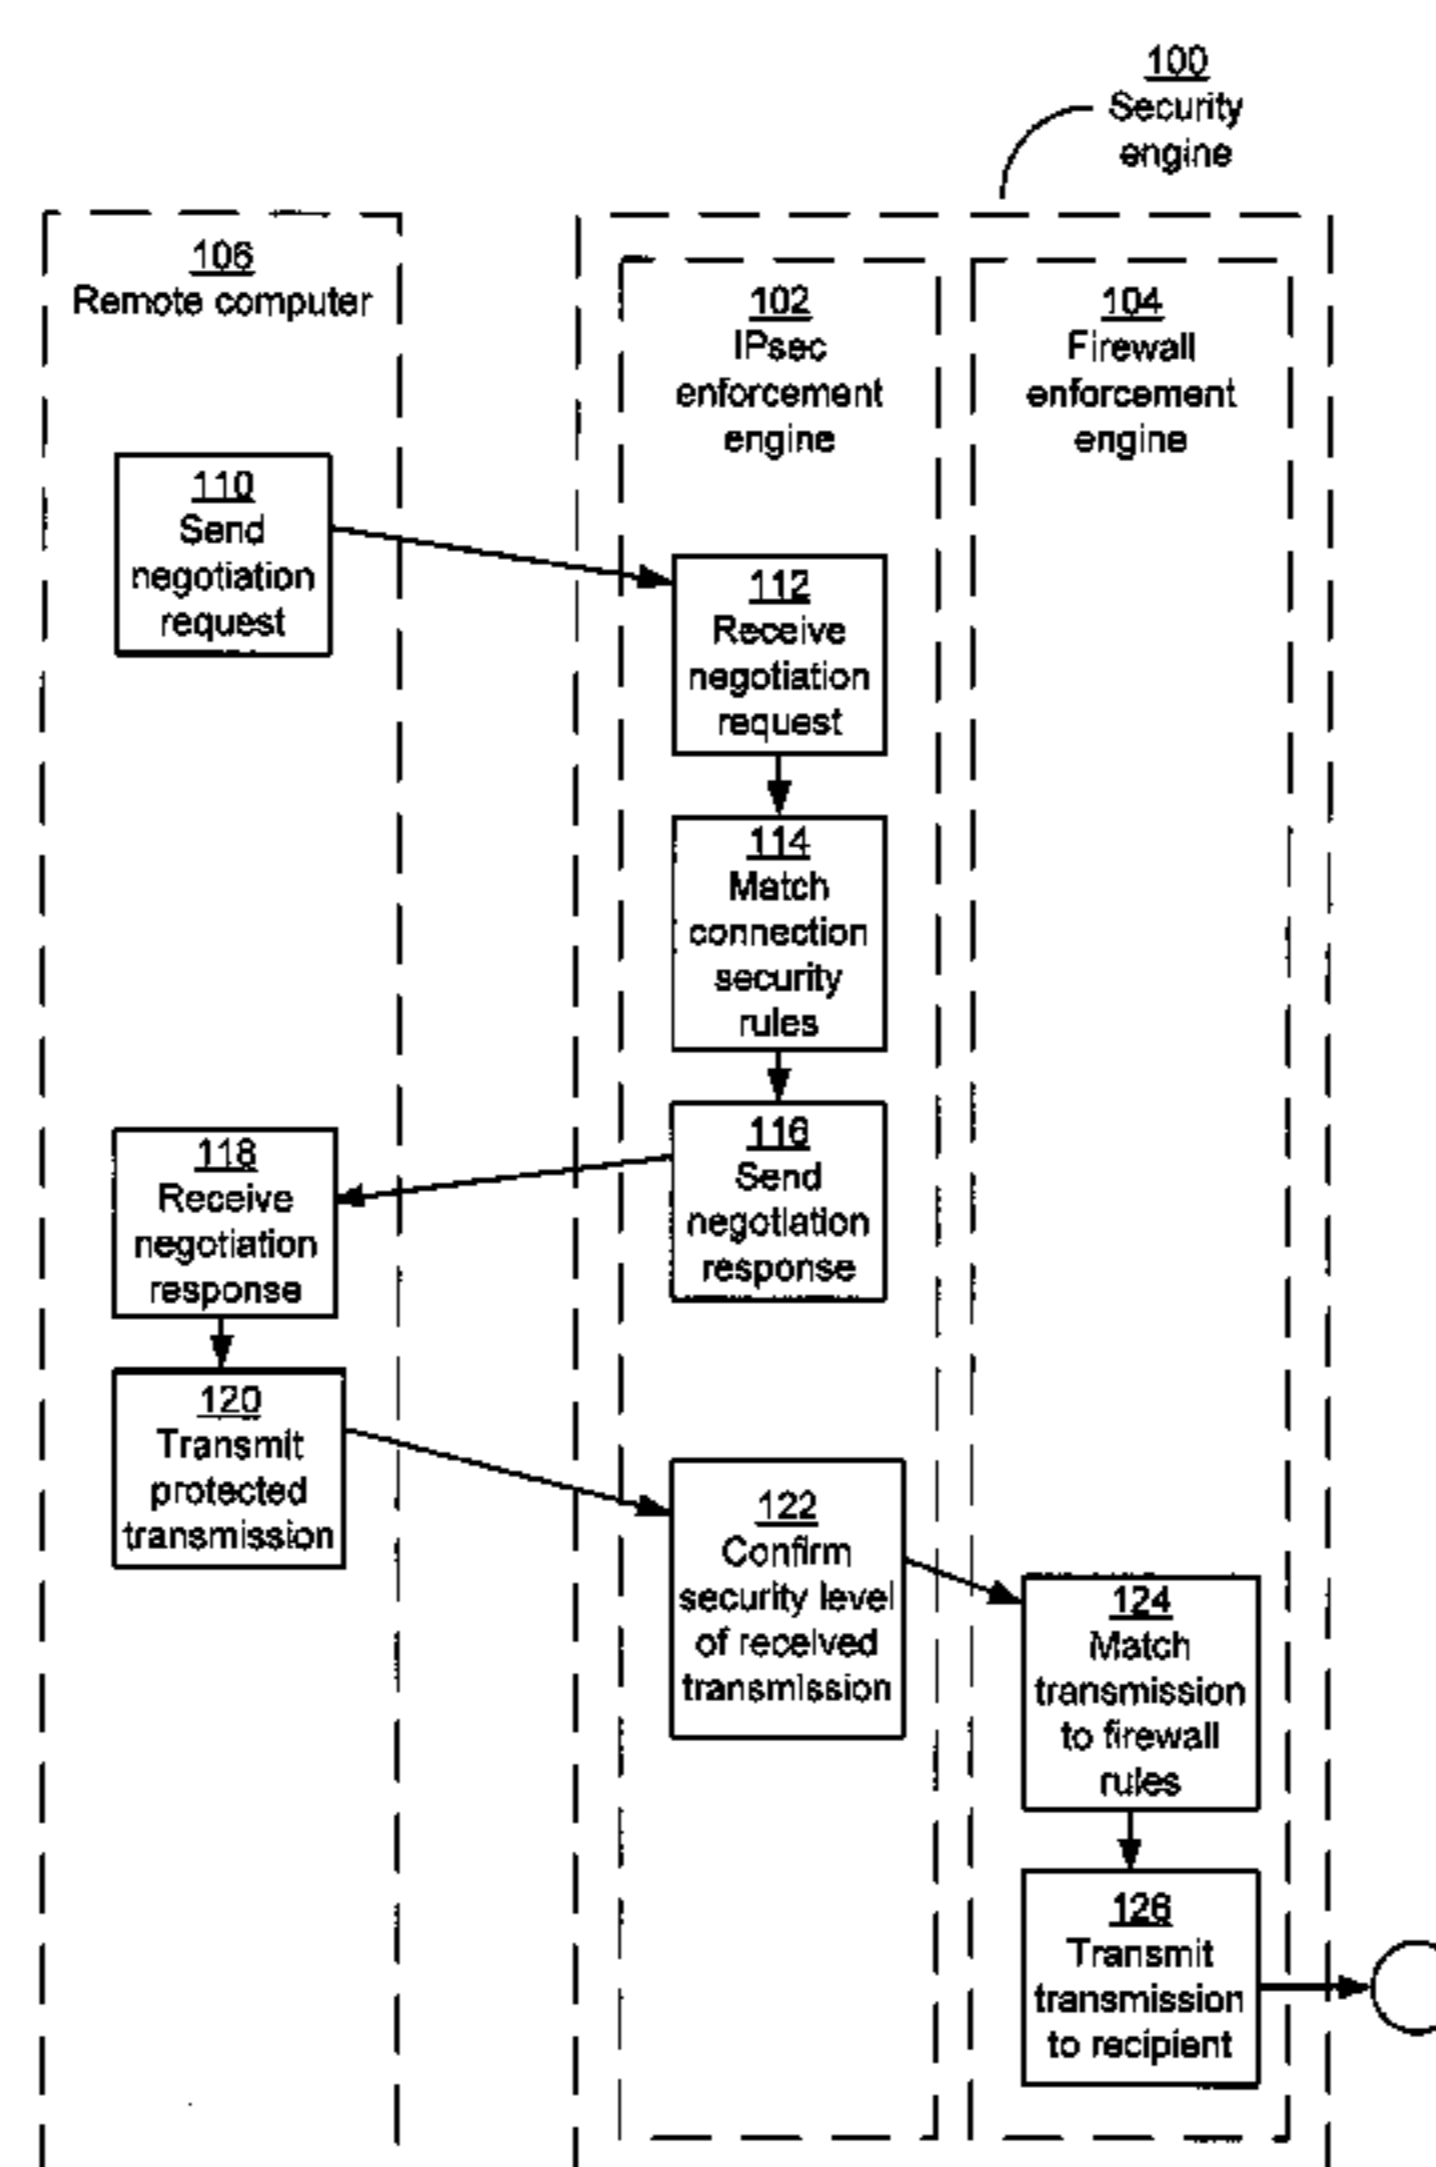 100
Security
engine
106
Remote computer
102
IPsec
enforcement
engine
104
Firewall
enforcement
engine
110
Send
negotiation
request
112
Receive
negotiation
request
114
Match
connection
security
rules
116
Send
negotiation
response
118
Receive
negotiation
response
120
Transmit
protected
transmission
122
Confirm
security level
of received
transmission
124
Match
transmission
to firewall
rules
126
Transmit
transmission
to recipient